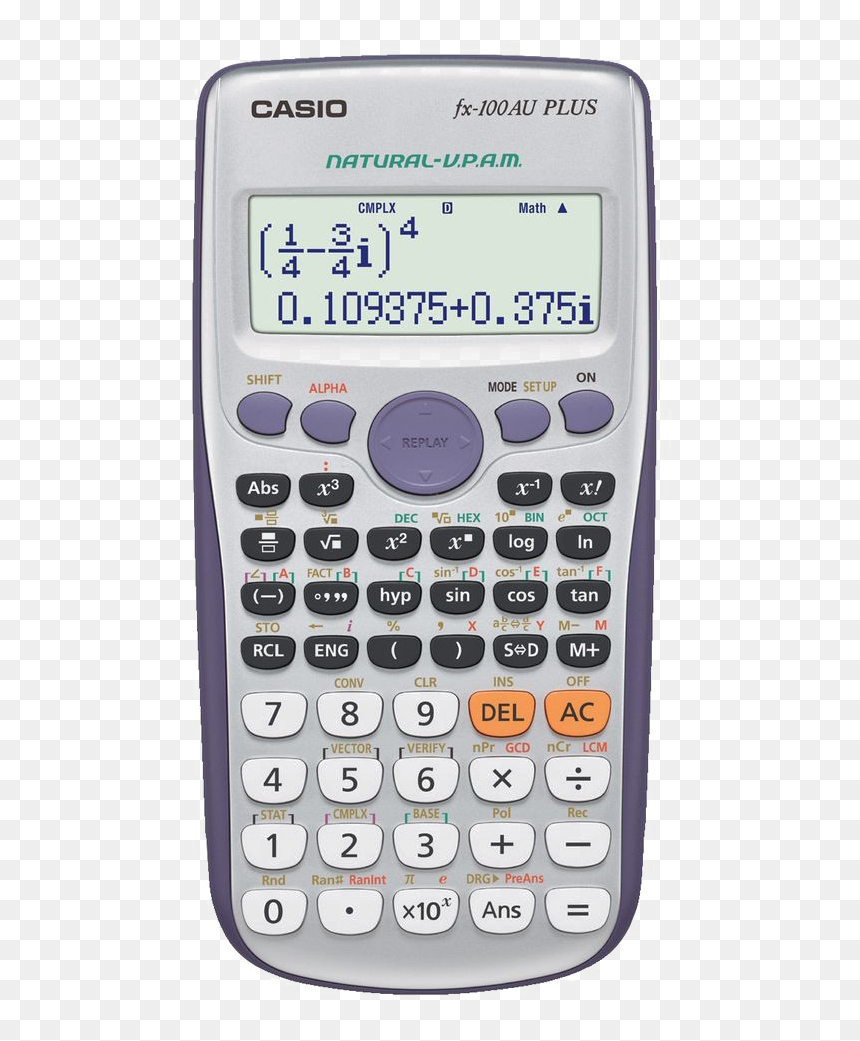 CASIO fx-100AU PLUS
NATURAL-V.P.A.M.
CMPLX D Math ▲
(1/4-3/4i)^4
0.109375+0.375i
SHIFT ALPHA MODE SETUP ON
REPLAY
Abs x³ x⁻¹ x!
■ ³√■ DEC ■√□ HEX 10■ BIN e■ OCT
√■ x² x■ log ln
∠ A FACT B C sin⁻¹ D cos⁻¹ E tan⁻¹ F
(−) °,,, hyp sin cos tan
STO ← i % , X a b/c⇔d/c Y M− M
RCL ENG ( ) S⇔D M+
CONV CLR INS OFF
7 8 9 DEL AC
VECTOR VERIFY nPr GCD nCr LCM
4 5 6 × ÷
STAT CMPLX BASE Pol Rec
1 2 3 + −
Rnd Ran# RanInt π e DRG▶ PreAns
0 • ×10ˣ Ans =